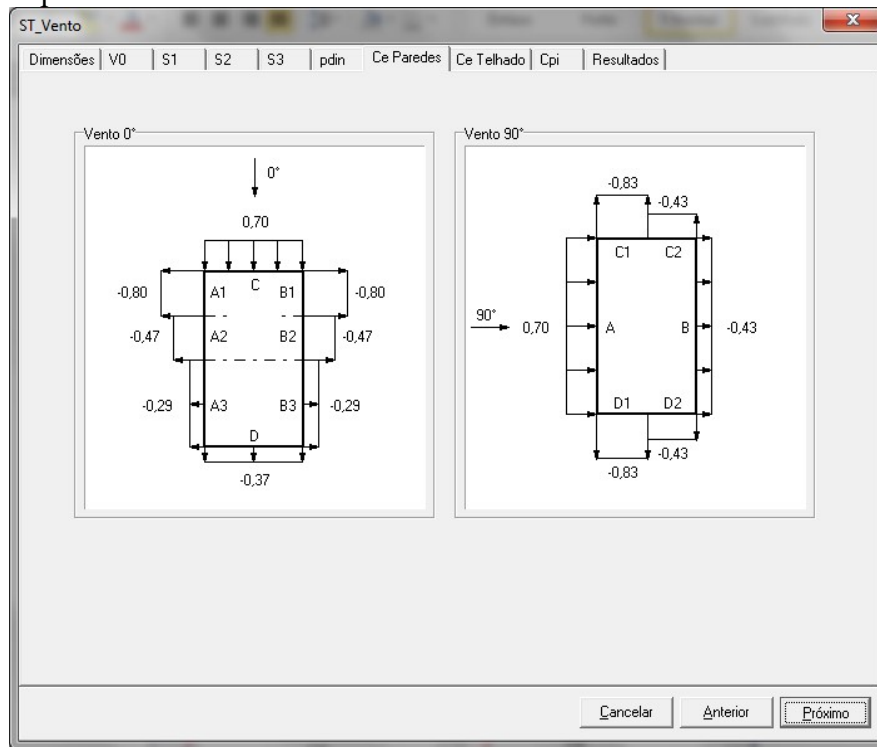 ST_Vento
Dimensões V0 S1 S2 S3 pdin Ce Paredes Ce Telhado Cpi Resultados
Vento 0°
0°
0,70
C
-0,80 A1 B1 -0,80
-0,47 A2 B2 -0,47
-0,29 A3 B3 -0,29
D
-0,37
Vento 90°
-0,83
-0,43
C1 C2
90°
0,70 A B -0,43
D1 D2
-0,43
-0,83
Cancelar Anterior Próximo